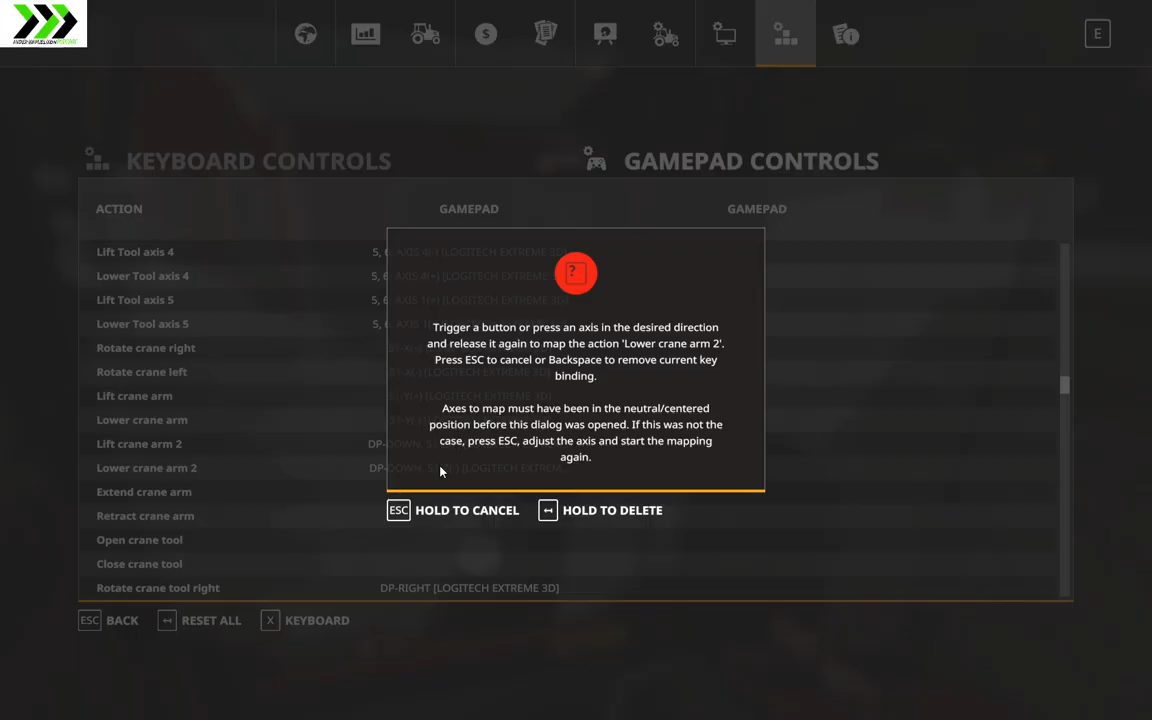 E
KEYBOARD CONTROLS
GAMEPAD CONTROLS
ACTION GAMEPAD GAMEPAD
Lift Tool axis 4
Lower Tool axis 4
Lift Tool axis 5
Lower Tool axis 5
Rotate crane right
Rotate crane left
Lift crane arm
Lower crane arm
Lift crane arm 2
Lower crane arm 2
Extend crane arm
Retract crane arm
Open crane tool
Close crane tool
Rotate crane tool right DP-RIGHT [LOGITECH EXTREME 3D]
?
Trigger a button or press an axis in the desired direction
and release it again to map the action 'Lower crane arm 2'.
Press ESC to cancel or Backspace to remove current key
binding.
Axes to map must have been in the neutral/centered
position before this dialog was opened. If this was not the
case, press ESC, adjust the axis and start the mapping
again.
ESC HOLD TO CANCEL HOLD TO DELETE
ESC BACK RESET ALL X KEYBOARD